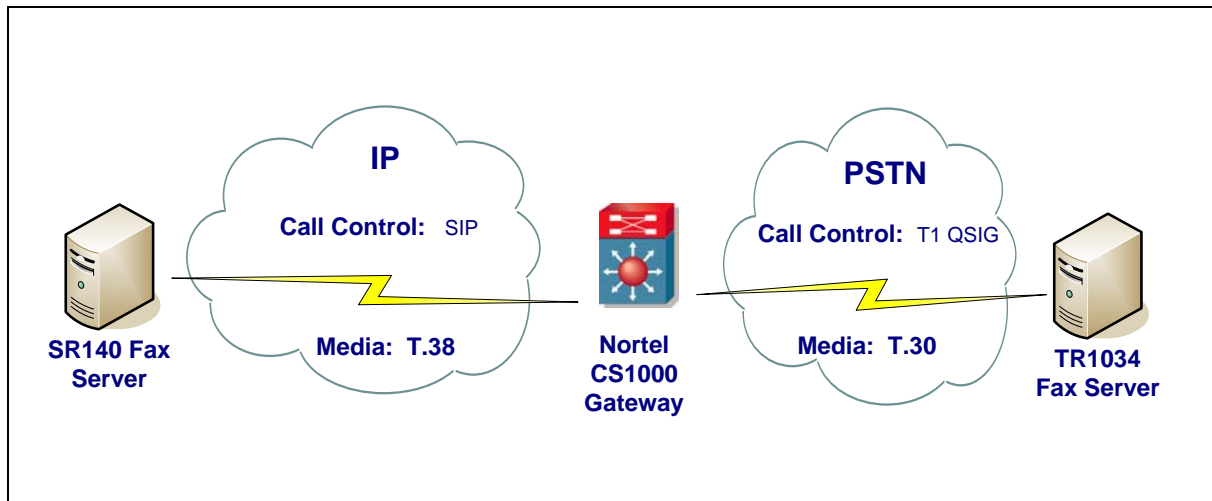 IP
Call Control: SIP
Media: T.38
SR140 Fax
Server
Nortel
CS1000
Gateway
PSTN
Call Control: T1 QSIG
Media: T.30
TR1034
Fax Server